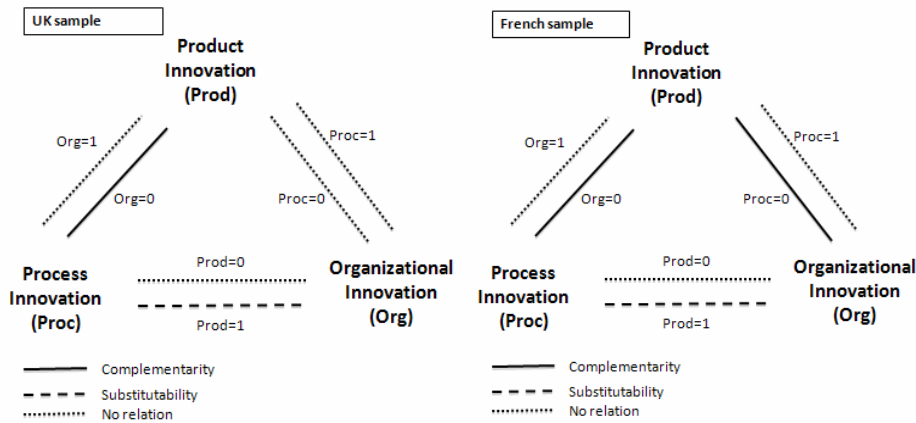 UK sample
Product
Innovation
(Prod)
Org=1
Org=0
Proc=1
Proc=0
Process
Innovation
(Proc)
Prod=0
Prod=1
Organizational
Innovation
(Org)
Complementarity
Substitutability
No relation
French sample
Product
Innovation
(Prod)
Org=1
Org=0
Proc=1
Proc=0
Process
Innovation
(Proc)
Prod=0
Prod=1
Organizational
Innovation
(Org)
Complementarity
Substitutability
No relation